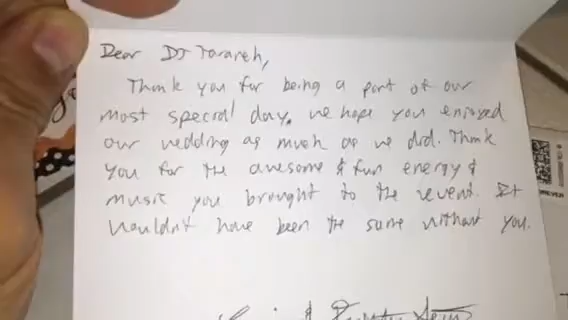 Dear DJ Taraneh,
Thank you for being a part of our
most special day. we hope you enjoyed
our wedding as much as we did. Thank
you for the awesome & fun energy &
music you brought to the event. It
wouldn't have been the same without you.
FOREVER